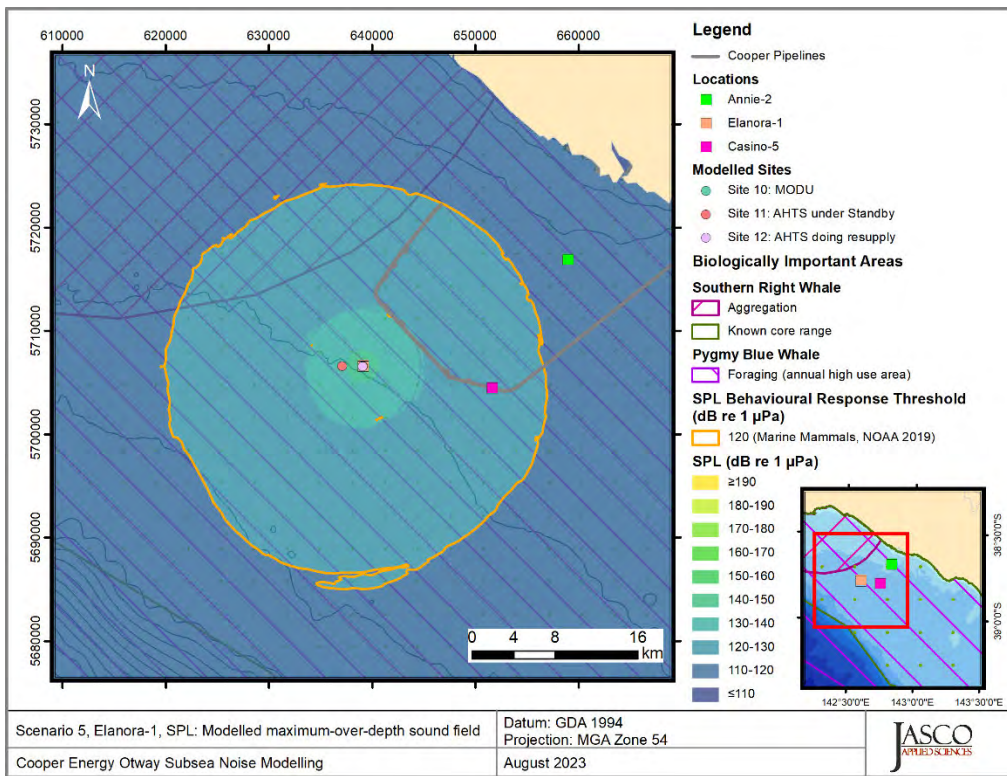 610000 620000 630000 640000 650000 660000
5730000
5720000
5710000
5700000
5690000
5680000
N
0 4 8 16
km
Legend
Cooper Pipelines
Locations
Annie-2
Elanora-1
Casino-5
Modelled Sites
Site 10: MODU
Site 11: AHTS under Standby
Site 12: AHTS doing resupply
Biologically Important Areas
Southern Right Whale
Aggregation
Known core range
Pygmy Blue Whale
Foraging (annual high use area)
SPL Behavioural Response Threshold
(dB re 1 µPa)
120 (Marine Mammals, NOAA 2019)
SPL (dB re 1 µPa)
≥190
180-190
170-180
160-170
150-160
140-150
130-140
120-130
110-120
≤110
38°30'0"S
39°0'0"S
142°30'0"E 143°0'0"E 143°30'0"E
Scenario 5, Elanora-1, SPL: Modelled maximum-over-depth sound field
Datum: GDA 1994
Projection: MGA Zone 54
Cooper Energy Otway Subsea Noise Modelling
August 2023
JASCO
APPLIED SCIENCES